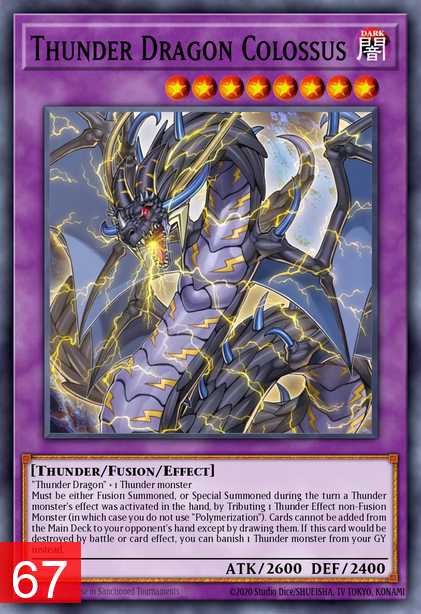 THUNDER DRAGON COLOSSUS
DARK
闇
[THUNDER/FUSION/EFFECT]
"Thunder Dragon" + 1 Thunder monster
Must be either Fusion Summoned, or Special Summoned during the turn a Thunder
monster's effect was activated in the hand, by Tributing 1 Thunder Effect non-Fusion
Monster (in which case you do not use "Polymerization"). Cards cannot be added from
the Main Deck to your opponent's hand except by drawing them. If this card would be
destroyed by battle or card effect, you can banish 1 Thunder monster from your GY
instead.
ATK/2600 DEF/2400
67
in Sanctioned Tournaments
©2020 Studio Dice/SHUEISHA, TV TOKYO, KONAMI